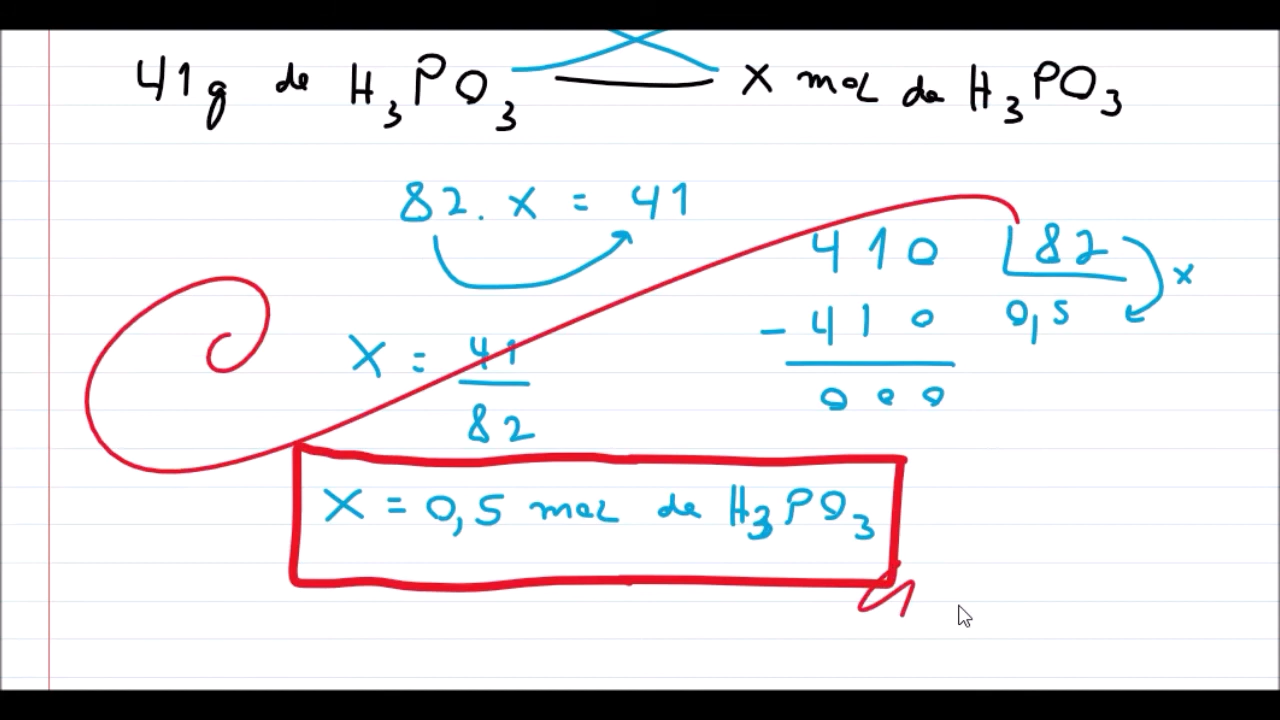 41g de H₃PO₃ —— X mol de H₃PO₃
82. x = 41
410 | 82 x
- 410 0,5
000
X = 41/82
X = 0,5 mol de H₃PO₃